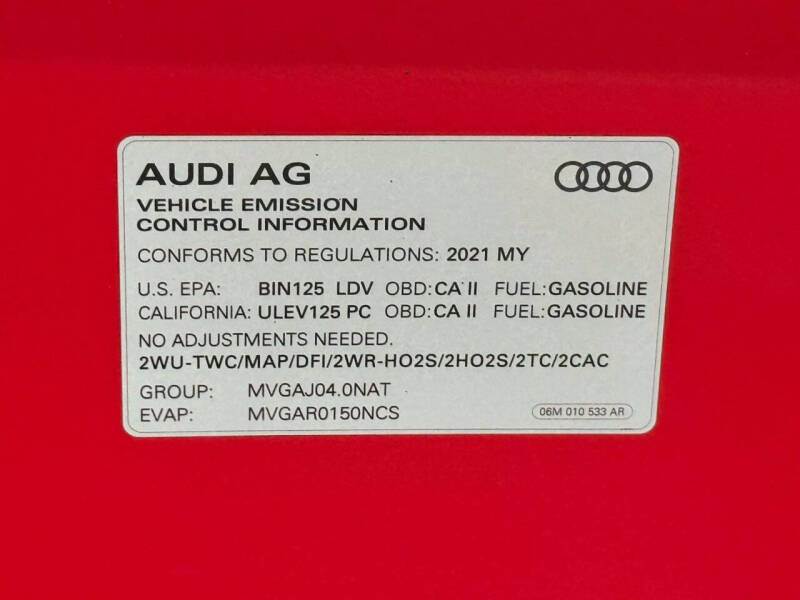 AUDI AG
VEHICLE EMISSION
CONTROL INFORMATION
CONFORMS TO REGULATIONS: 2021 MY
U.S. EPA: BIN125 LDV OBD:CA II FUEL:GASOLINE
CALIFORNIA: ULEV125 PC OBD:CA II FUEL:GASOLINE
NO ADJUSTMENTS NEEDED.
2WU-TWC/MAP/DFI/2WR-HO2S/2HO2S/2TC/2CAC
GROUP: MVGAJ04.0NAT
EVAP: MVGAR0150NCS
06M 010 533 AR